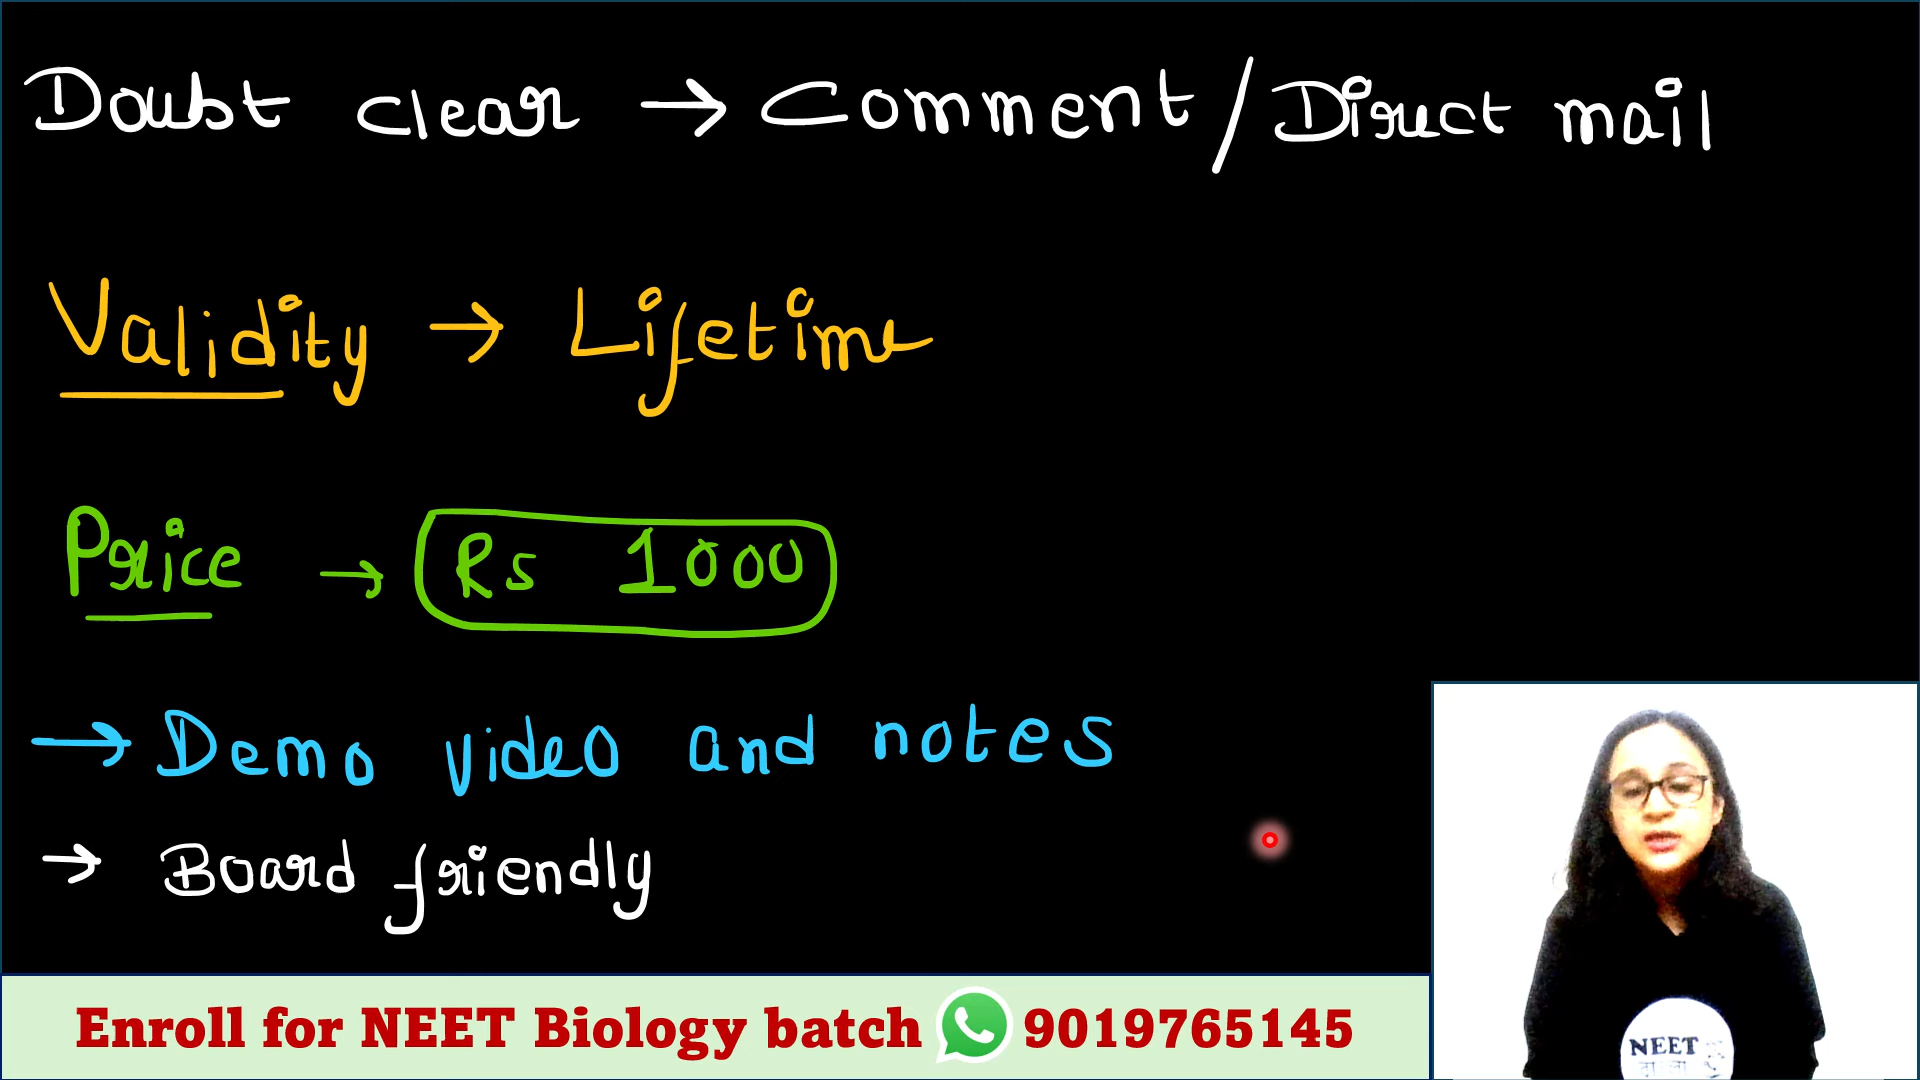 Doubt clear → Comment / Direct mail
Validity → Lifetime
Price → Rs 1000
→ Demo video and notes
→ Board friendly
Enroll for NEET Biology batch 9019765145
NEET
বাংলা